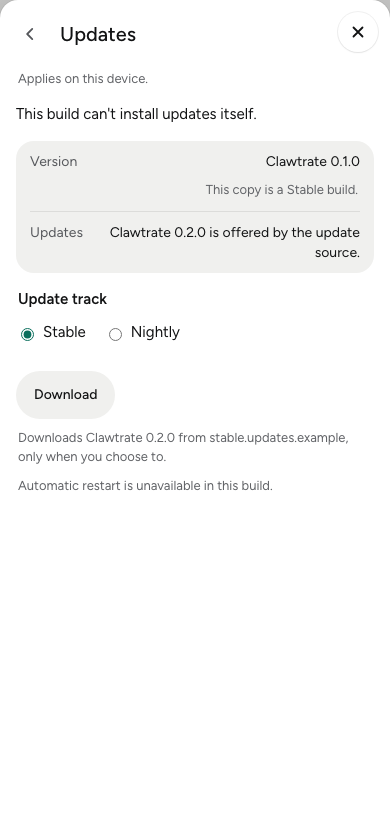 Updates
Applies on this device.
This build can't install updates itself.
Version
Clawtrate 0.1.0
This copy is a Stable build.
Updates
Clawtrate 0.2.0 is offered by the update
source.
Update track
Stable
Nightly
Download
Downloads Clawtrate 0.2.0 from stable.updates.example,
only when you choose to.
Automatic restart is unavailable in this build.